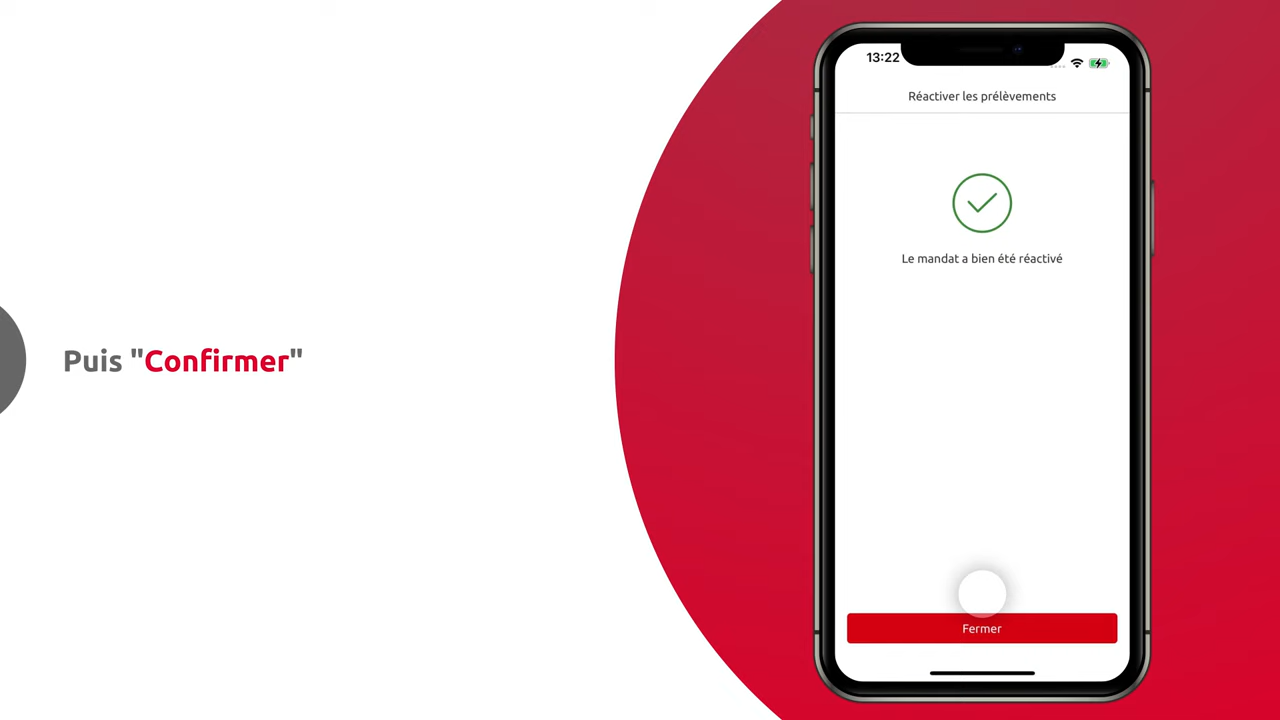 Puis "Confirmer"
13:22
Réactiver les prélèvements
Le mandat a bien été réactivé
Fermer